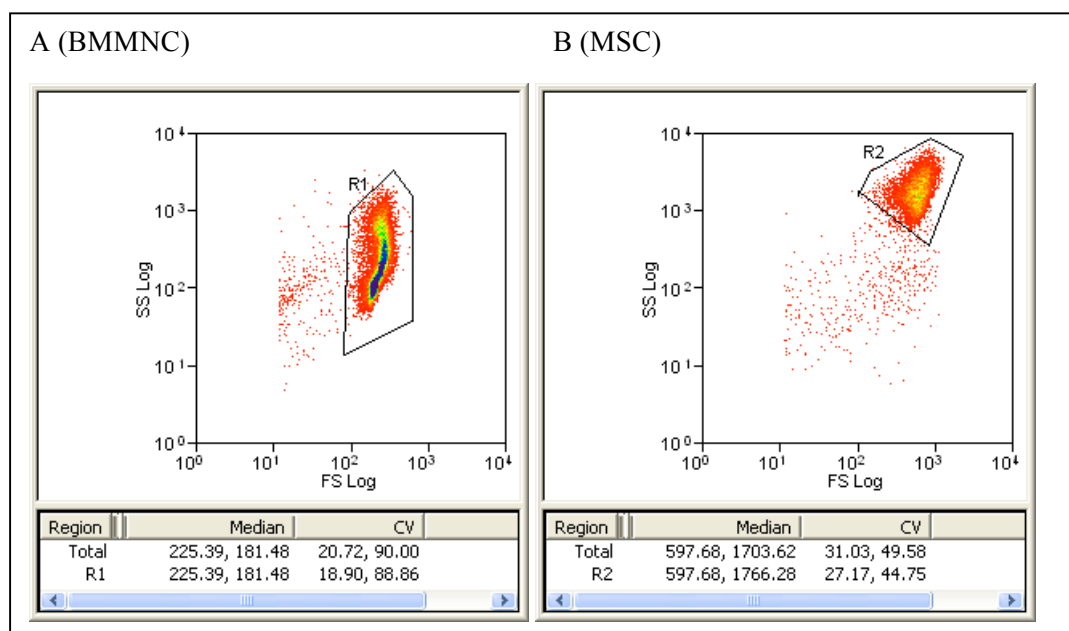 A (BMMNC)
B (MSC)
10⁴
10³
10²
10¹
10⁰
SS Log
R1
10⁰ 10¹ 10² 10³ 10⁴
FS Log
Region Median CV
Total 225.39, 181.48 20.72, 90.00
R1 225.39, 181.48 18.90, 88.86
10⁴
10³
10²
10¹
10⁰
SS Log
R2
10⁰ 10¹ 10² 10³ 10⁴
FS Log
Region Median CV
Total 597.68, 1703.62 31.03, 49.58
R2 597.68, 1766.28 27.17, 44.75